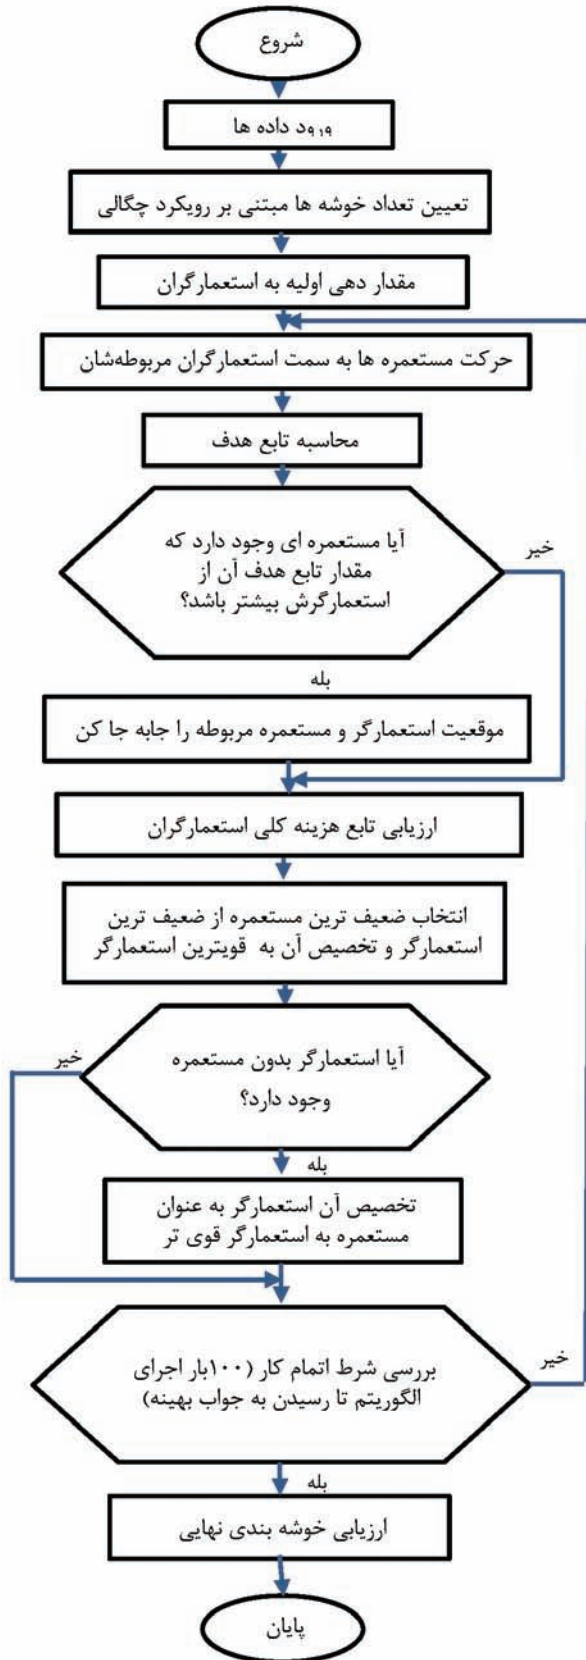 شروع
ورود داده ها
تعیین تعداد خوشه ها مبتنی بر رویکرد چگالی
مقدار دهی اولیه به استعمارگران
حرکت مستعمره ها به سمت استعمارگران مربوطه‌شان
محاسبه تابع هدف
آیا مستعمره ای وجود دارد که
مقدار تابع هدف آن از
استعمارگرش بیشتر باشد؟
خیر
بله
موقعیت استعمارگر و مستعمره مربوطه را جابه جا کن
ارزیابی تابع هزینه کلی استعمارگران
انتخاب ضعیف ترین مستعمره از ضعیف ترین
استعمارگر و تخصیص آن به قویترین استعمارگر
آیا استعمارگر بدون مستعمره
وجود دارد؟
خیر
بله
تخصیص آن استعمارگر به عنوان
مستعمره به استعمارگر قوی تر
بررسی شرط اتمام کار (۱۰۰بار اجرای
الگوریتم تا رسیدن به جواب بهینه)
خیر
بله
ارزیابی خوشه بندی نهایی
پایان